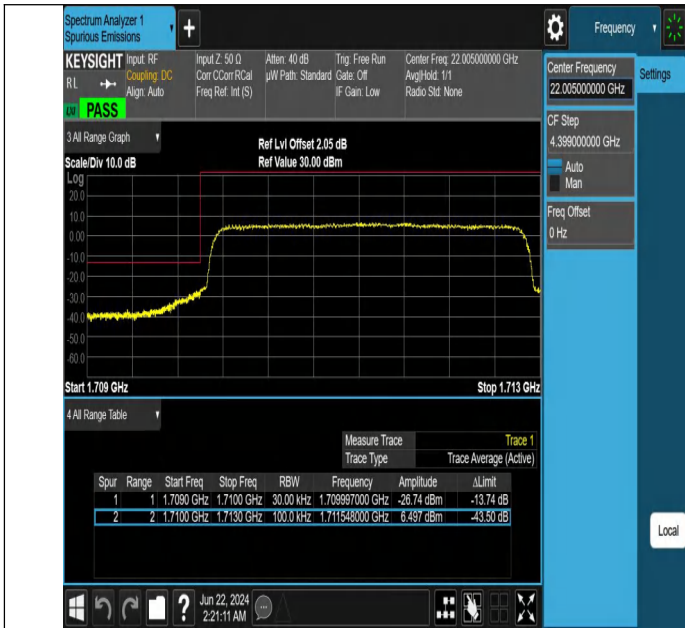 Spectrum Analyzer 1
Spurious Emissions
Frequency
KEYSIGHT
RL
PASS
Input: RF
Coupling: DC
Align: Auto
Input Z: 50 Ω
Corr CCorr RCal
Freq Ref: Int (S)
Atten: 40 dB
µW Path: Standard
Trig: Free Run
Gate: Off
IF Gain: Low
Center Freq: 22.005000000 GHz
Avg|Hold: 1/1
Radio Std: None
Center Frequency
22.005000000 GHz
Settings
CF Step
4.399000000 GHz
Auto
Man
Freq Offset
0 Hz
3 All Range Graph
Scale/Div 10.0 dB
Ref Lvl Offset 2.05 dB
Ref Value 30.00 dBm
Log
20.0
10.0
0.00
-10.0
-20.0
-30.0
-40.0
-50.0
-60.0
Start 1.709 GHz
Stop 1.713 GHz
4 All Range Table
Measure Trace Trace 1
Trace Type Trace Average (Active)
Spur Range Start Freq Stop Freq RBW Frequency Amplitude ΔLimit
1 1 1.7090 GHz 1.7100 GHz 30.00 kHz 1.709997000 GHz -26.74 dBm -13.74 dB
2 2 1.7100 GHz 1.7130 GHz 100.0 kHz 1.711548000 GHz 6.497 dBm -43.50 dB
Local
?
Jun 22, 2024
2:21:11 AM